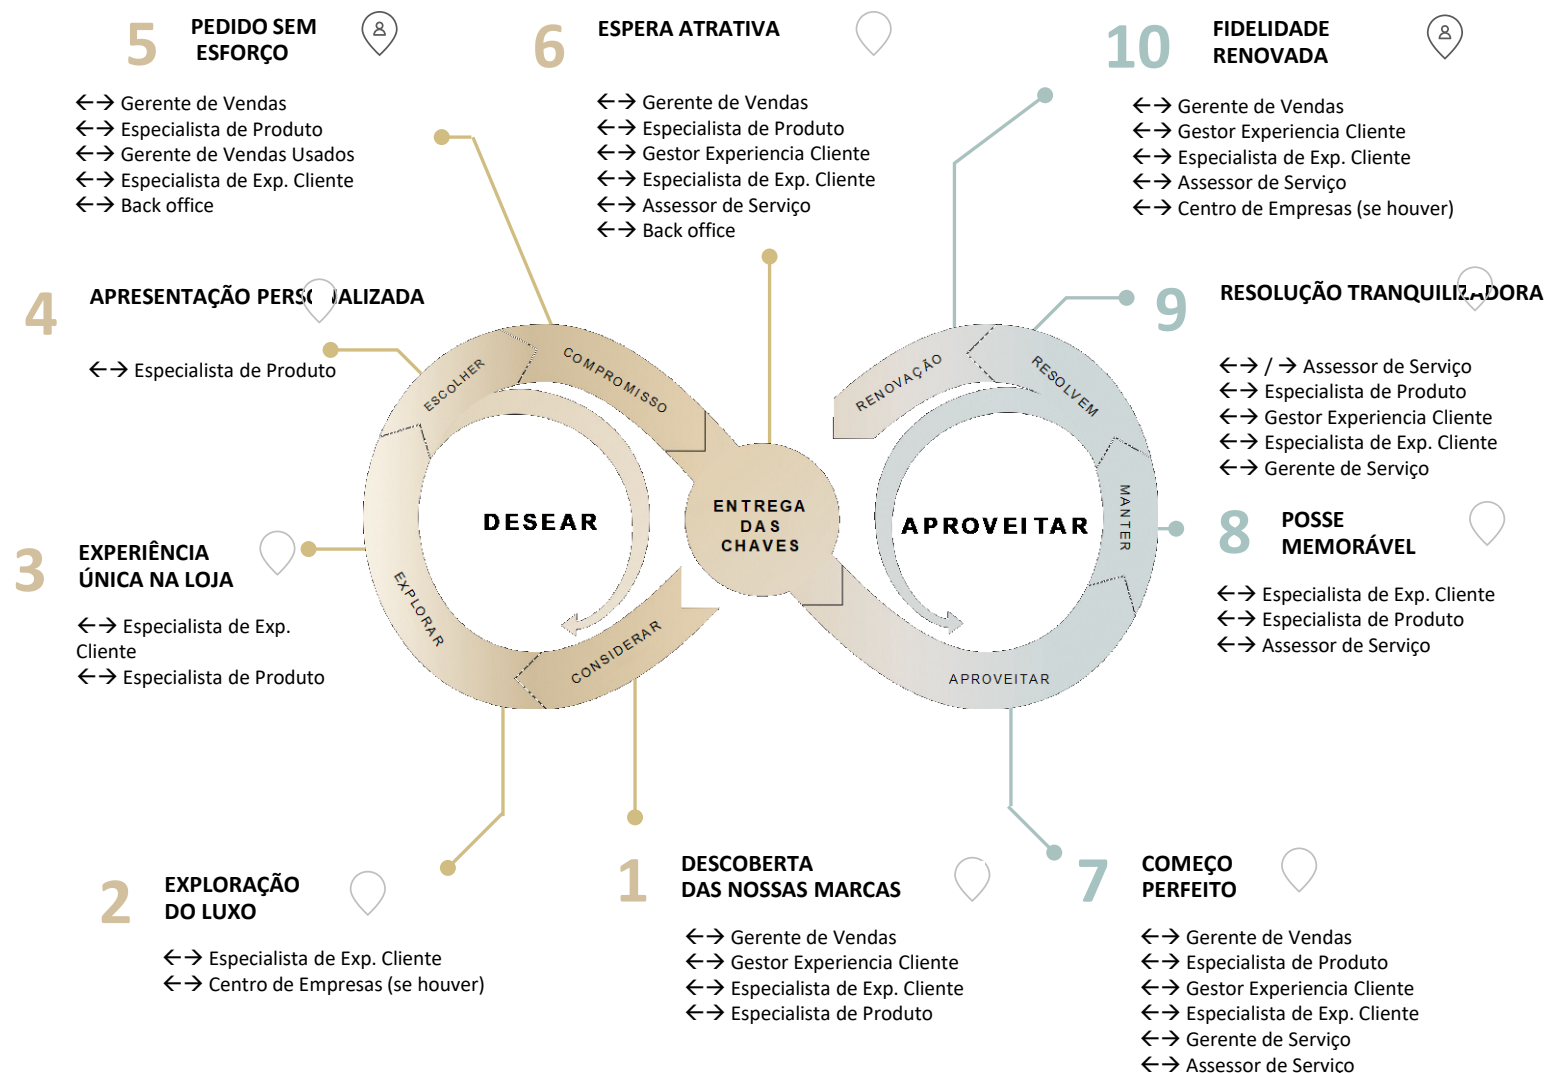 5
PEDIDO SEM
ESFORÇO
←→ Gerente de Vendas
←→ Especialista de Produto
←→ Gerente de Vendas Usados
←→ Especialista de Exp. Cliente
←→ Back office
6
ESPERA ATRATIVA
←→ Gerente de Vendas
←→ Especialista de Produto
←→ Gestor Experiencia Cliente
←→ Especialista de Exp. Cliente
←→ Assessor de Serviço
←→ Back office
10
FIDELIDADE
RENOVADA
←→ Gerente de Vendas
←→ Gestor Experiencia Cliente
←→ Especialista de Exp. Cliente
←→ Assessor de Serviço
←→ Centro de Empresas (se houver)
4
APRESENTAÇÃO PERSONALIZADA
←→ Especialista de Produto
9
RESOLUÇÃO TRANQUILIZADORA
←→ / → Assessor de Serviço
←→ Especialista de Produto
←→ Gestor Experiencia Cliente
←→ Especialista de Exp. Cliente
←→ Gerente de Serviço
ESCOLHER
COMPROMISSO
RENOVAÇÃO
RESOLVEM
DESEAR
ENTREGA
DAS
CHAVES
APROVEITAR
MANTER
EXPLORAR
CONSIDERAR
APROVEITAR
3
EXPERIÊNCIA
ÚNICA NA LOJA
←→ Especialista de Exp.
Cliente
←→ Especialista de Produto
8
POSSE
MEMORÁVEL
←→ Especialista de Exp. Cliente
←→ Especialista de Produto
←→ Assessor de Serviço
2
EXPLORAÇÃO
DO LUXO
←→ Especialista de Exp. Cliente
←→ Centro de Empresas (se houver)
1
DESCOBERTA
DAS NOSSAS MARCAS
←→ Gerente de Vendas
←→ Gestor Experiencia Cliente
←→ Especialista de Exp. Cliente
←→ Especialista de Produto
7
COMEÇO
PERFEITO
←→ Gerente de Vendas
←→ Especialista de Produto
←→ Gestor Experiencia Cliente
←→ Especialista de Exp. Cliente
←→ Gerente de Serviço
←→ Assessor de Serviço